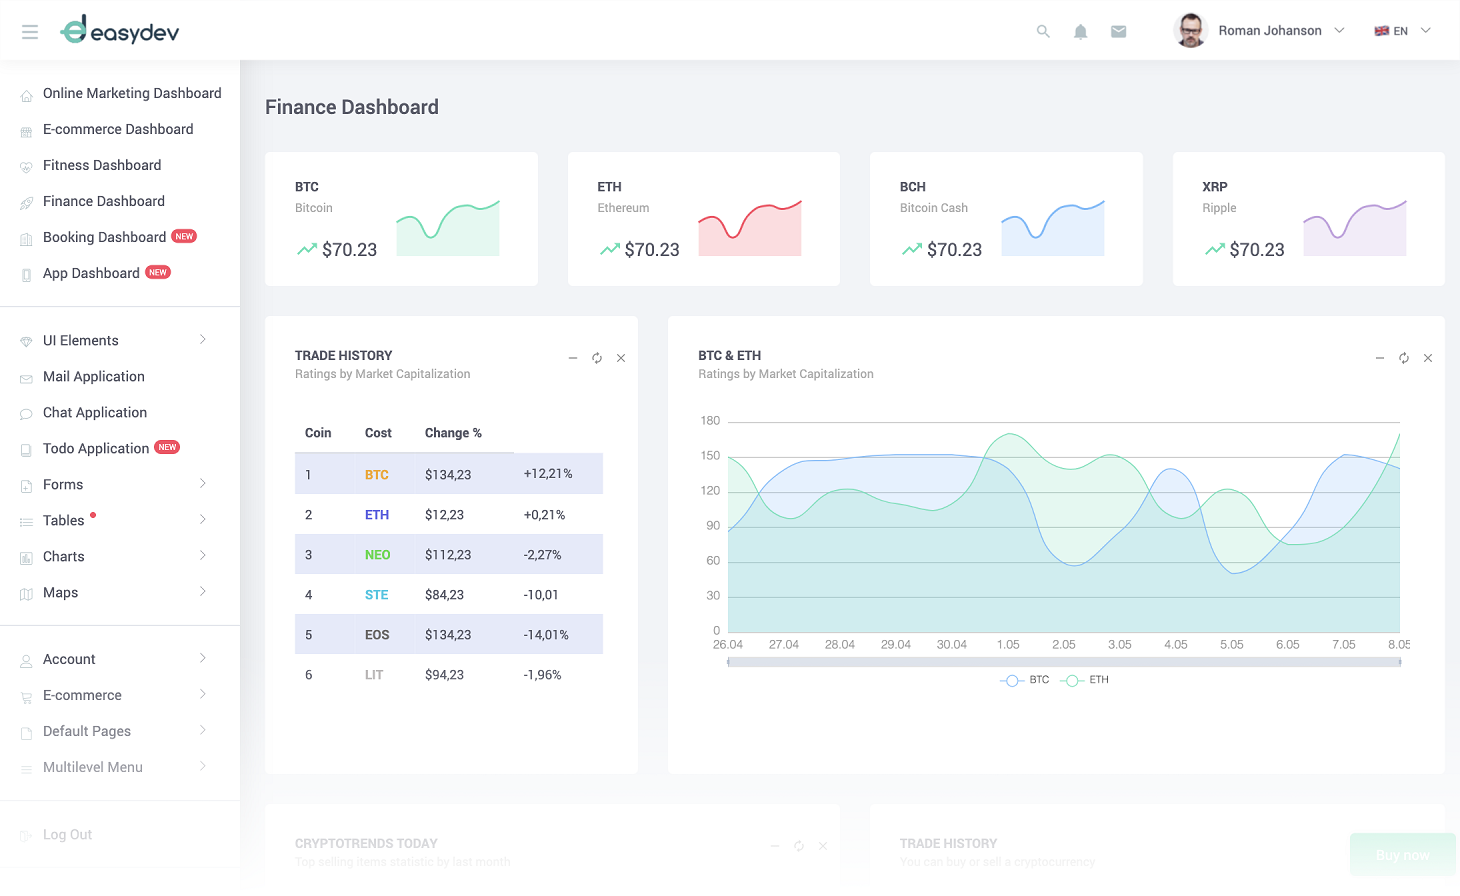 easydev
Roman Johanson
EN
Online Marketing Dashboard
E-commerce Dashboard
Fitness Dashboard
Finance Dashboard
Booking Dashboard NEW
App Dashboard NEW
UI Elements
Mail Application
Chat Application
Todo Application NEW
Forms
Tables
Charts
Maps
Account
E-commerce
Default Pages
Multilevel Menu
Log Out
Finance Dashboard
BTC
Bitcoin
$70.23
ETH
Ethereum
$70.23
BCH
Bitcoin Cash
$70.23
XRP
Ripple
$70.23
TRADE HISTORY
Ratings by Market Capitalization
Coin Cost Change %
1 BTC $134,23 +12,21%
2 ETH $12,23 +0,21%
3 NEO $112,23 -2,27%
4 STE $84,23 -10,01
5 EOS $134,23 -14,01%
6 LIT $94,23 -1,96%
BTC & ETH
Ratings by Market Capitalization
180
150
120
90
60
30
0
26.04 27.04 28.04 29.04 30.04 1.05 2.05 3.05 4.05 5.05 6.05 7.05 8.05
BTC ETH
CRYPTOTRENDS TODAY
Top selling items statistic by last month
TRADE HISTORY
You can buy or sell a cryptocurrency
Buy now